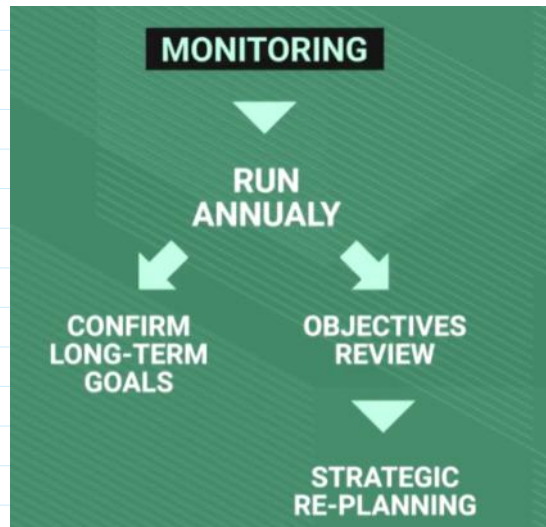 MONITORING
RUN
ANNUALY
CONFIRM
LONG-TERM
GOALS
OBJECTIVES
REVIEW
STRATEGIC
RE-PLANNING